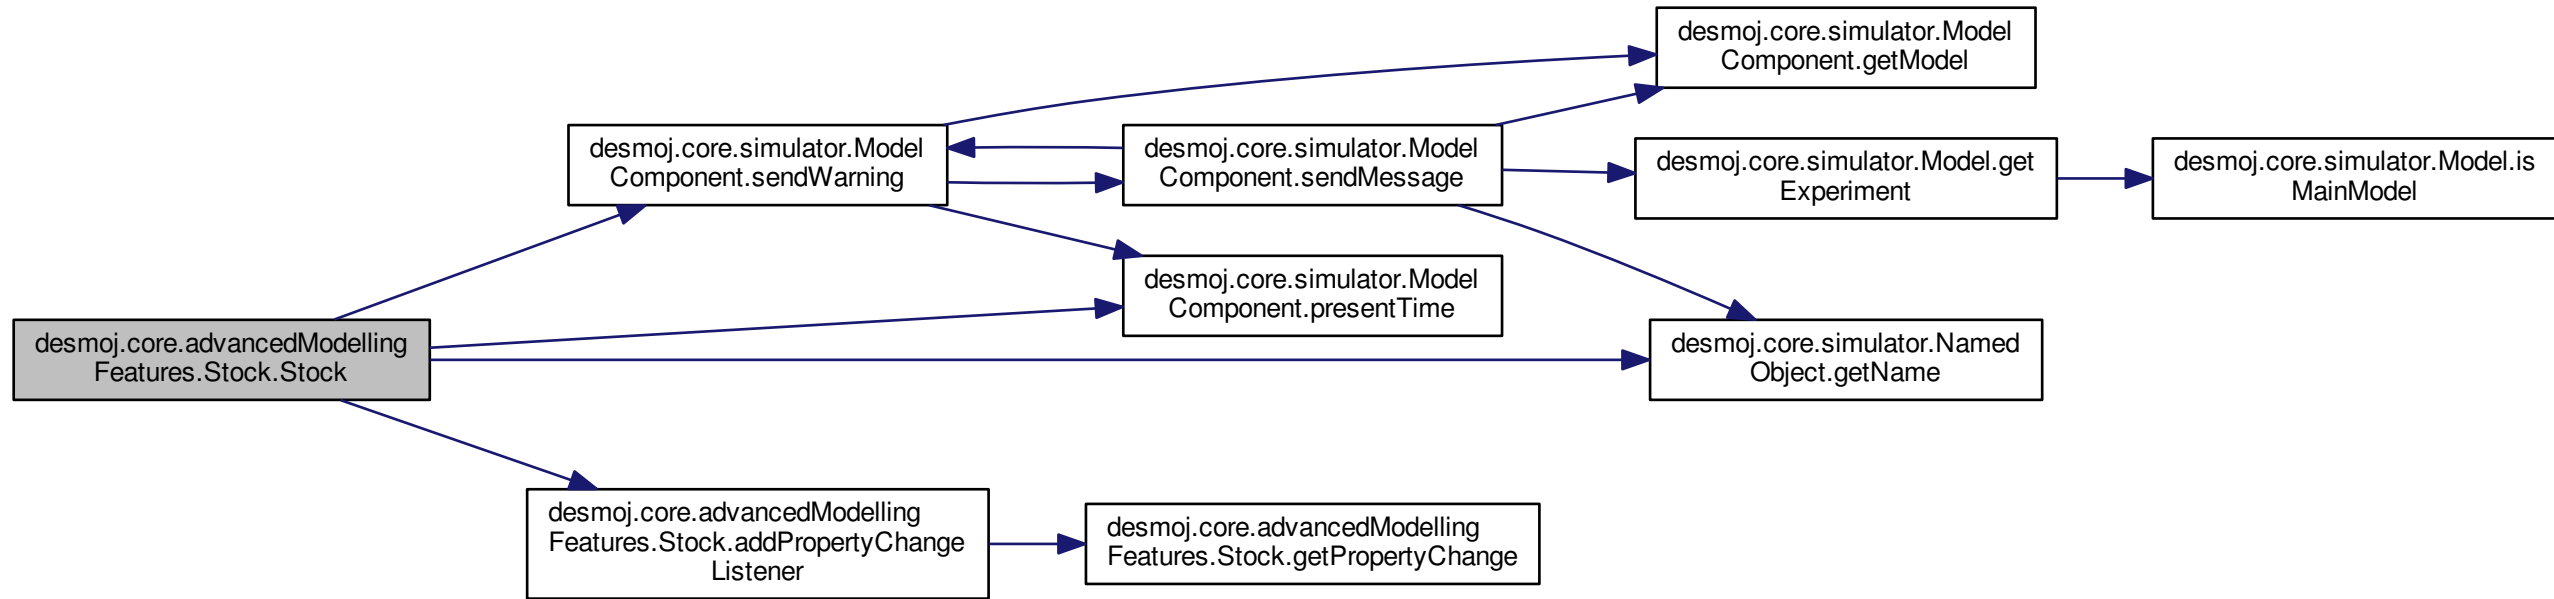 desmoj.core.simulator.Model
Component.getModel
desmoj.core.simulator.Model
Component.sendWarning
desmoj.core.simulator.Model
Component.sendMessage
desmoj.core.simulator.Model.get
Experiment
desmoj.core.simulator.Model.is
MainModel
desmoj.core.simulator.Model
Component.presentTime
desmoj.core.advancedModelling
Features.Stock.Stock
desmoj.core.simulator.Named
Object.getName
desmoj.core.advancedModelling
Features.Stock.addPropertyChange
Listener
desmoj.core.advancedModelling
Features.Stock.getPropertyChange